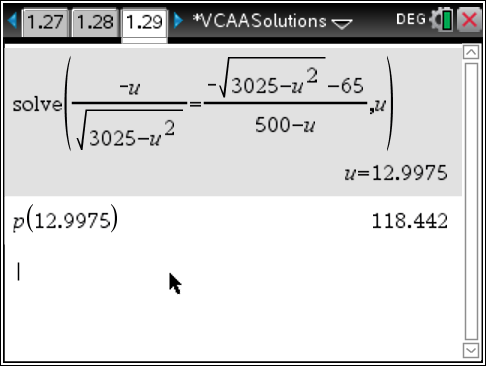 1.27 1.28 1.29 *VCAASolutions DEG
solve(-u/√(3025-u²)=(-√(3025-u²)-65)/(500-u),u)
u=12.9975
p(12.9975) 118.442